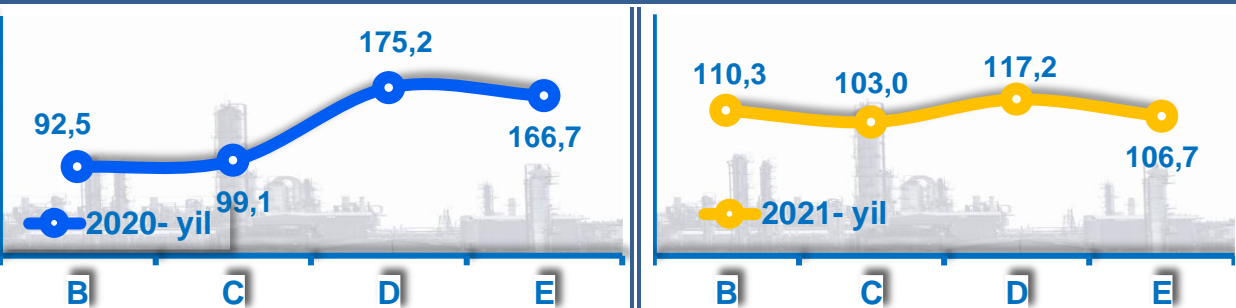 175,2
92,5
166,7
99,1
2020- yil
B C D E
110,3
103,0
117,2
106,7
2021- yil
B C D E